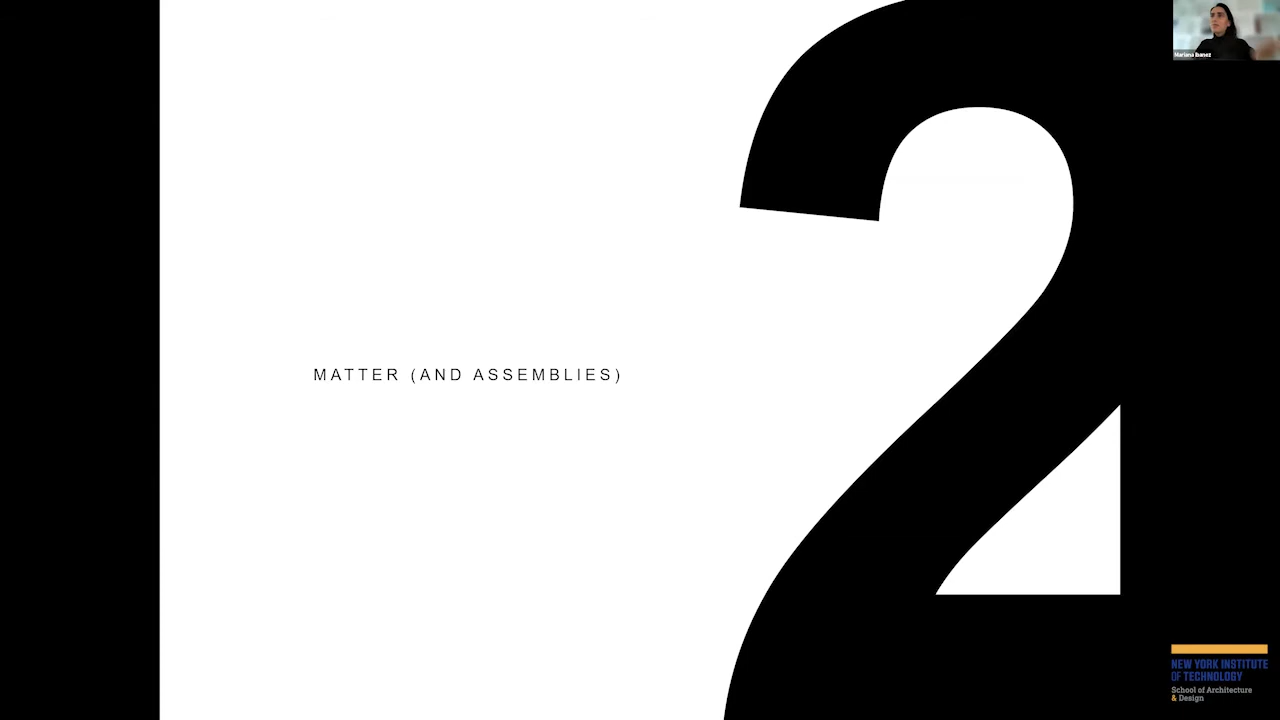 Mariana Ibanez
2
MATTER (AND ASSEMBLIES)
NEW YORK INSTITUTE
OF TECHNOLOGY
School of Architecture
& Design